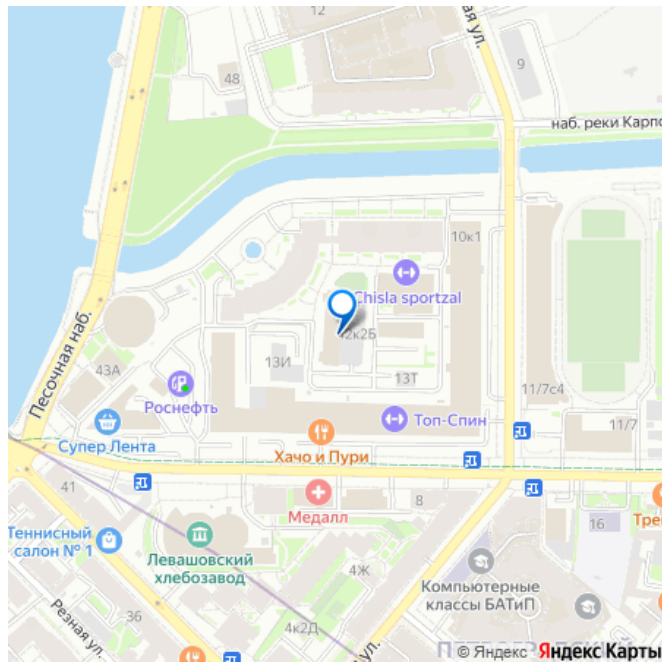 12
ая ул.
9
48
наб. реки Карпо
10к1
Chisla sportzal
42к2Б
13И
13Т
Песочная наб.
43А
Роснефть
11/7с4
Топ-Спин
11/7
Супер Лента
Хачо и Пури
41
Медалл
8
Теннисный
салон № 1
Левашовский
хлебозавод
16
Тре
4Ж
Компьютерные
классы БАТиП
36
Резная ул.
4к2Д
ул.
© Яндекс Яндекс Карты